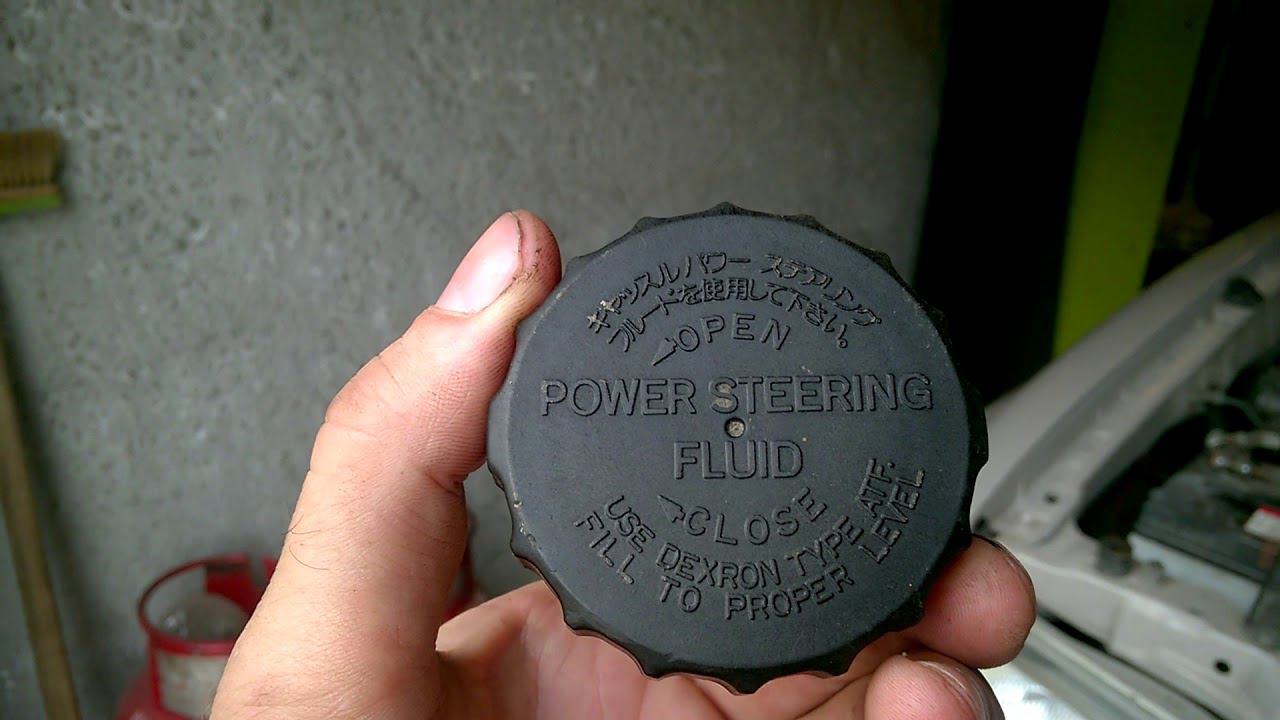 キャッスル パワー ステアリング
フルードを使用して下さい。
OPEN
POWER STEERING
FLUID
CLOSE
USE DEXRON TYPE ATF.
FILL TO PROPER LEVEL